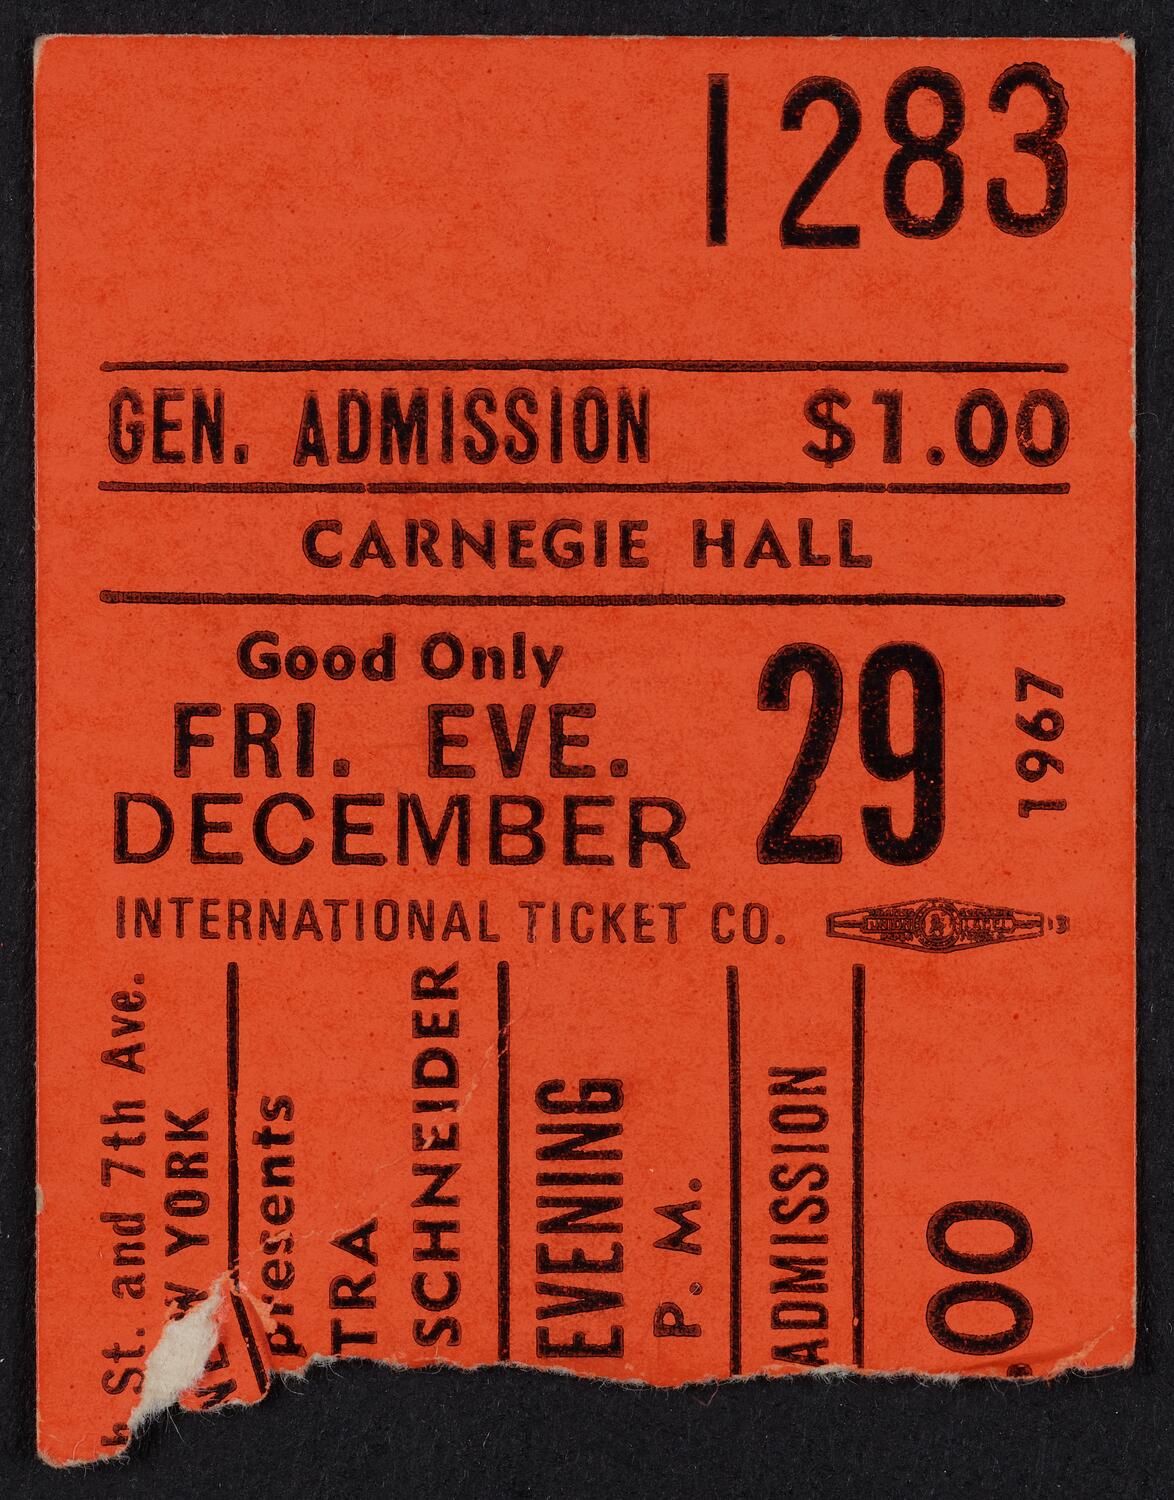 1283
GEN. ADMISSION $1.00
CARNEGIE HALL
Good Only
FRI. EVE.
DECEMBER
29
1967
INTERNATIONAL TICKET CO.
h St. and 7th Ave.
NEW YORK
presents
TRA
SCHNEIDER
EVENING
P. M.
ADMISSION
.00